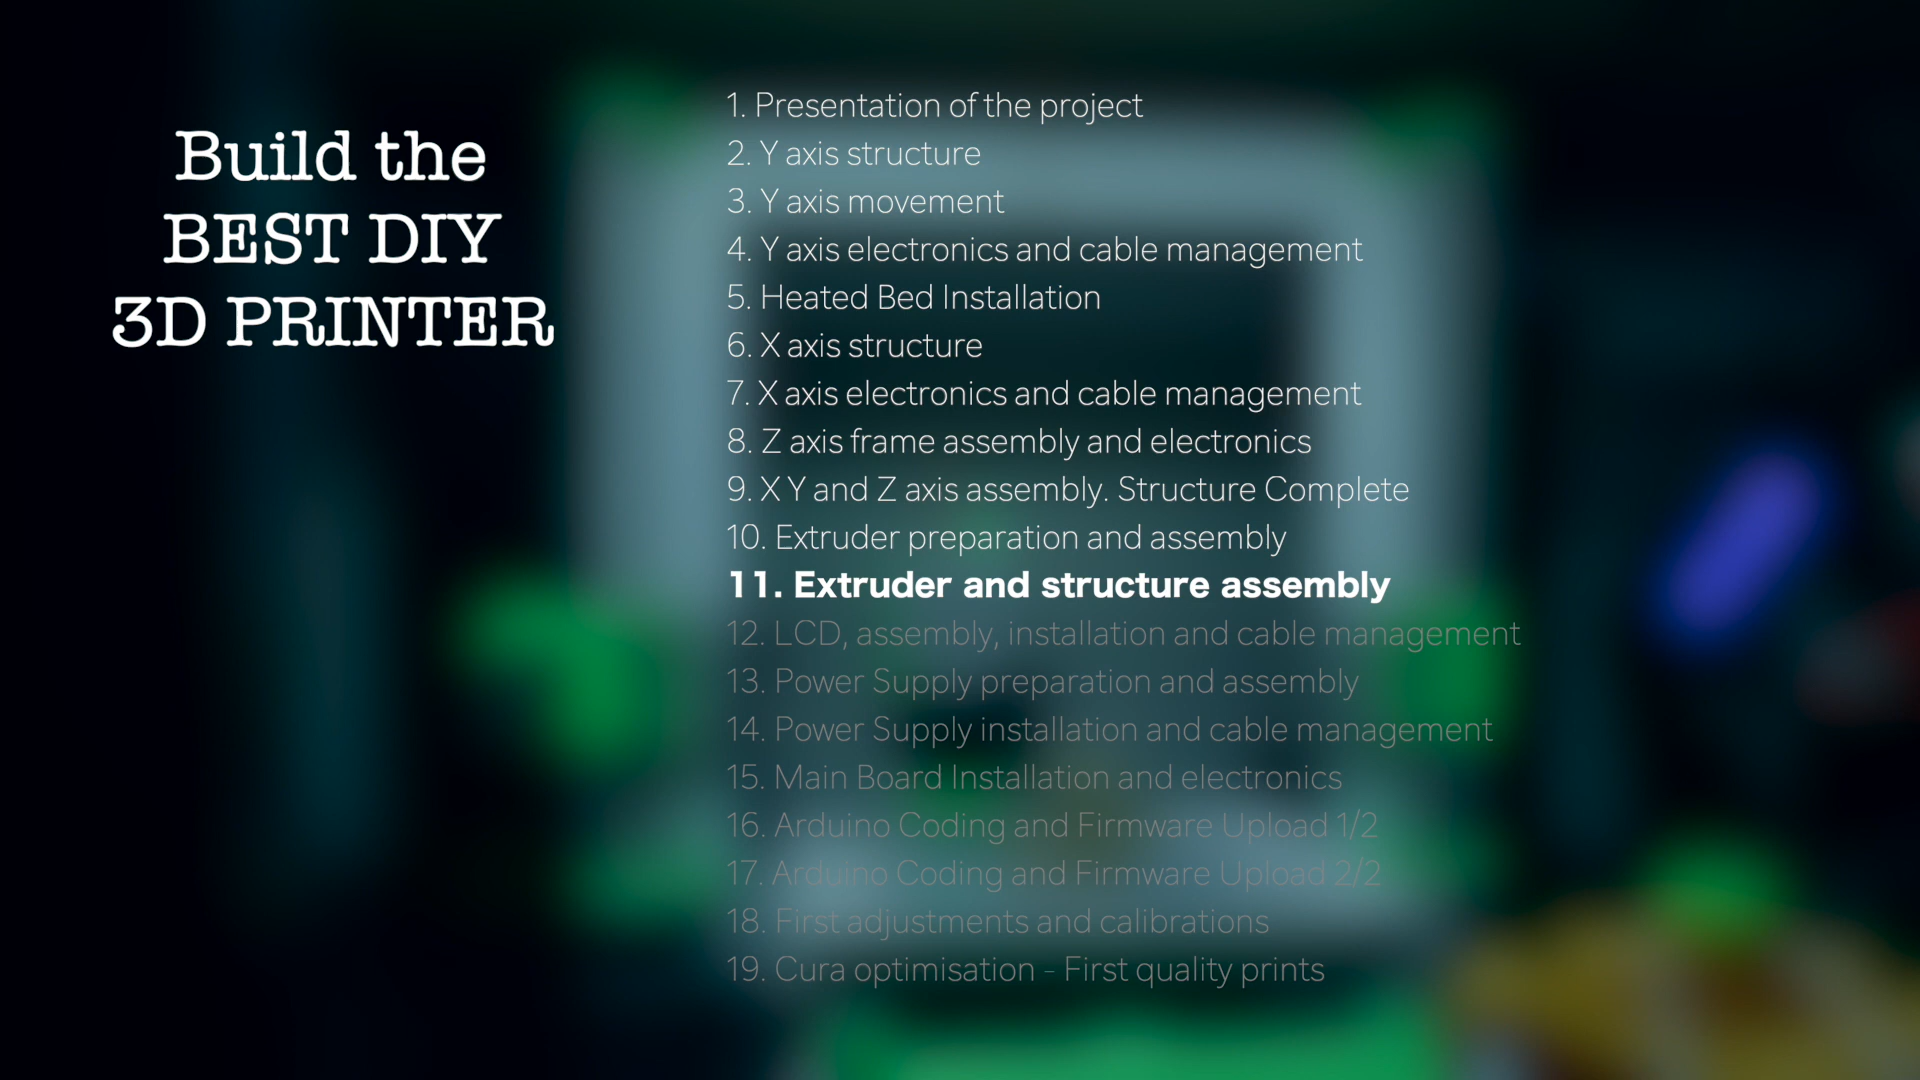 Build the
BEST DIY
3D PRINTER
1. Presentation of the project
2. Y axis structure
3. Y axis movement
4. Y axis electronics and cable management
5. Heated Bed Installation
6. X axis structure
7. X axis electronics and cable management
8. Z axis frame assembly and electronics
9. X Y and Z axis assembly. Structure Complete
10. Extruder preparation and assembly
11. Extruder and structure assembly
12. LCD, assembly, installation and cable management
13. Power Supply preparation and assembly
14. Power Supply installation and cable management
15. Main Board Installation and electronics
16. Arduino Coding and Firmware Upload 1/2
17. Arduino Coding and Firmware Upload 2/2
18. First adjustments and calibrations
19. Cura optimisation - First quality prints